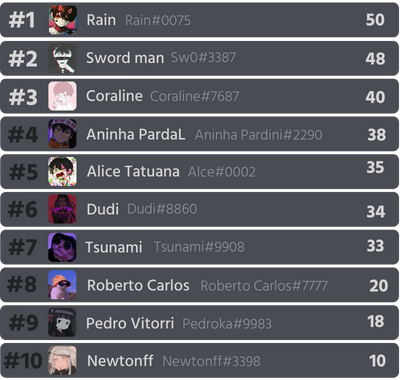 #1 Rain Rain#0075 50
#2 Sword man Sw0#3387 48
#3 Coraline Coraline#7687 40
#4 Aninha PardaL Aninha Pardini#2290 38
#5 Alice Tatuana Alce#0002 35
#6 Dudi Dudi#8860 34
#7 Tsunami Tsunami#9908 33
#8 Roberto Carlos Roberto Carlos#7777 20
#9 Pedro Vitorri Pedroka#9983 18
#10 Newtonff Newtonff#3398 10